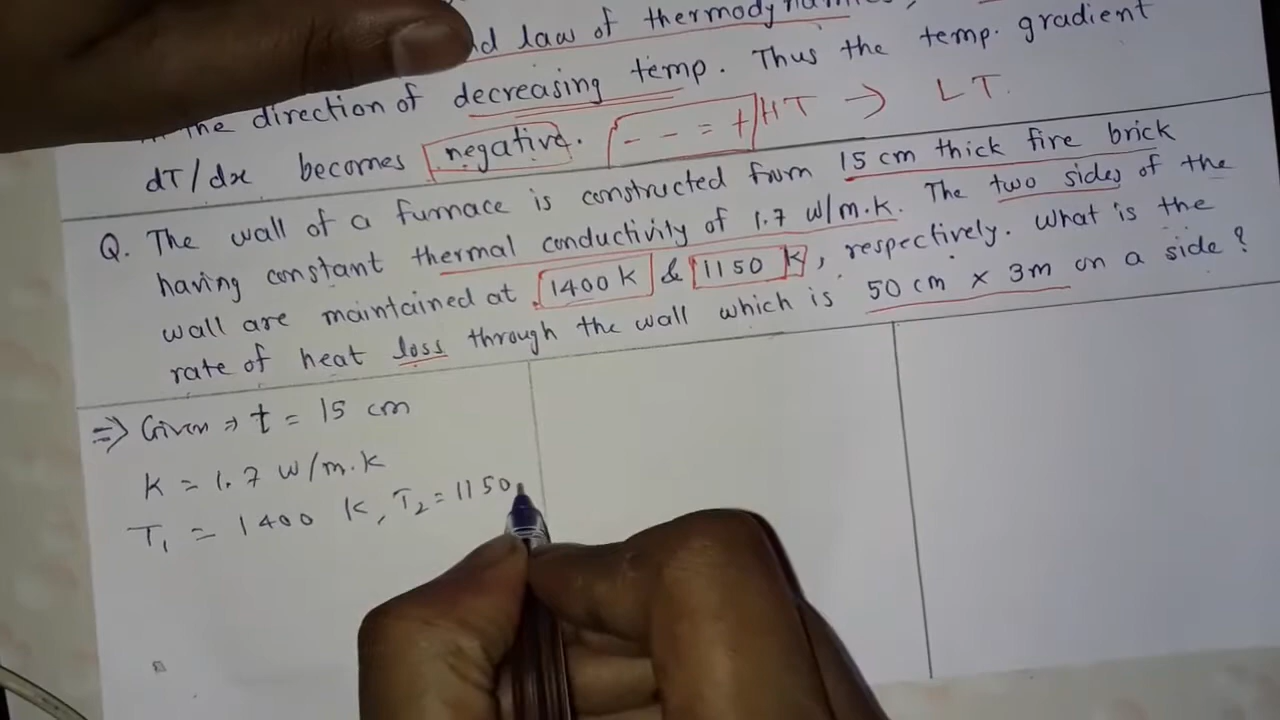 law of thermodynamics,
the direction of decreasing temp. Thus the temp. gradient
dT/dx becomes negative. - - = + HT → LT.
Q. The wall of a furnace is constructed from 15 cm thick fire brick
having constant thermal conductivity of 1.7 W/m.K. The two sides of the
wall are maintained at 1400 K & 1150 K, respectively. What is the
rate of heat loss through the wall which is 50 cm × 3m on a side?
⇒ Given → t = 15 cm
K = 1.7 W/m.K
T1 = 1400 K, T2 = 1150